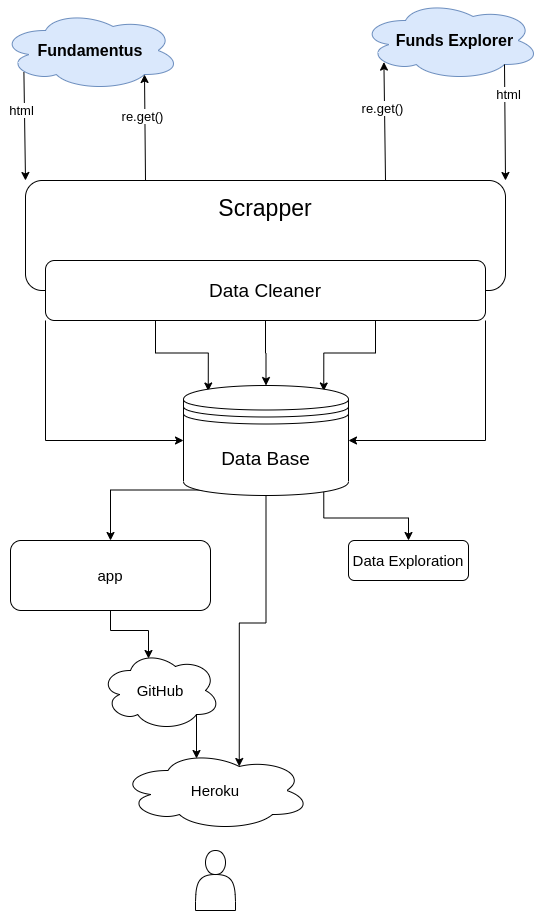 Fundamentus
Funds Explorer
html
re.get()
re.get()
html
Scrapper
Data Cleaner
Data Base
app
Data Exploration
GitHub
Heroku